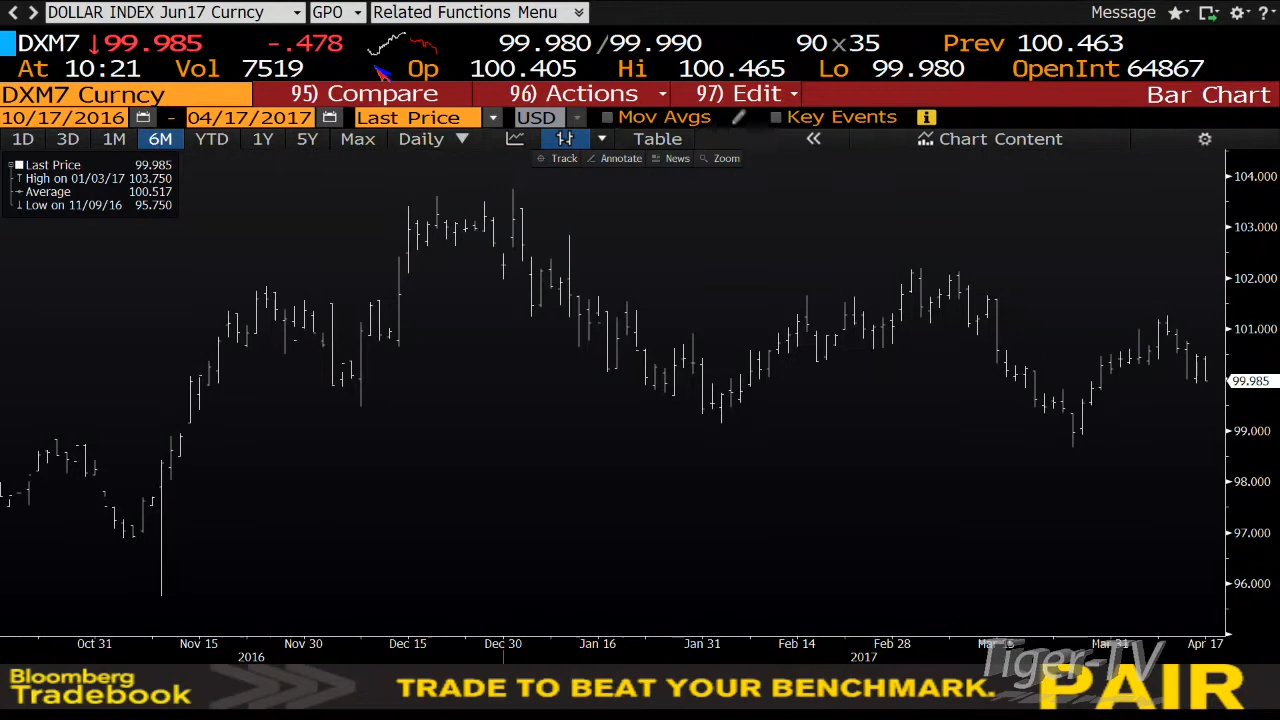 DOLLAR INDEX Jun17 Curncy GPO Related Functions Menu Message
DXM7 ↓99.985 -.478 99.980/99.990 90x35 Prev 100.463
At 10:21 Vol 7519 Op 100.405 Hi 100.465 Lo 99.980 OpenInt 64867
DXM7 Curncy 95) Compare 96) Actions 97) Edit Bar Chart
10/17/2016 - 04/17/2017 Last Price USD Mov Avgs Key Events
1D 3D 1M 6M YTD 1Y 5Y Max Daily Table Chart Content
Track Annotate News Zoom
Last Price 99.985
High on 01/03/17 103.750
Average 100.517
Low on 11/09/16 95.750
104.000
103.000
102.000
101.000
99.985
99.000
98.000
97.000
96.000
Oct 31 Nov 15 Nov 30 Dec 15 Dec 30 Jan 16 Jan 31 Feb 14 Feb 28 Mar 15 Mar 31 Apr 17
2016 2017
Tiger-TV
Bloomberg
Tradebook
TRADE TO BEAT YOUR BENCHMARK. PAIR